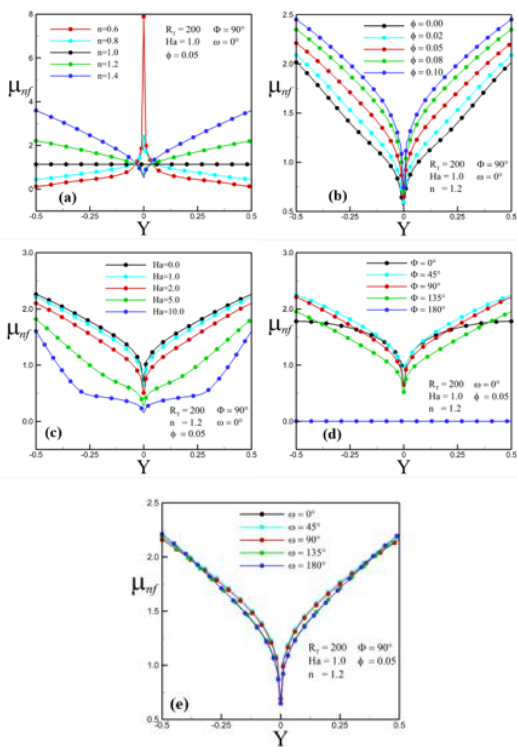 8
6
4
2
0
μnf
n=0.6
n=0.8
n=1.0
n=1.2
n=1.4
R_T = 200 Φ = 90°
Ha = 1.0 ω = 0°
ϕ = 0.05
(a)
-0.5 -0.25 0 0.25 0.5
Y
2.5
2.0
1.5
1.0
0.5
μnf
ϕ = 0.00
ϕ = 0.02
ϕ = 0.05
ϕ = 0.08
ϕ = 0.10
R_T = 200 Φ = 90°
Ha = 1.0 ω = 0°
n = 1.2
(b)
-0.5 -0.25 0 0.25 0.5
Y
3.0
2.0
1.0
0.0
μnf
Ha=0.0
Ha=1.0
Ha=2.0
Ha=5.0
Ha=10.0
R_T = 200 Φ = 90°
n = 1.2 ω = 0°
ϕ = 0.05
(c)
-0.5 -0.25 0 0.25 0.5
Y
3.0
2.0
1.0
0.0
μnf
Φ = 0°
Φ = 45°
Φ = 90°
Φ = 135°
Φ = 180°
R_T = 200 ω = 0°
Ha = 1.0 ϕ = 0.05
n = 1.2
(d)
-0.5 -0.25 0 0.25 0.5
Y
2.5
2.0
1.5
1.0
0.5
μnf
ω = 0°
ω = 45°
ω = 90°
ω = 135°
ω = 180°
R_T = 200 Φ = 90°
Ha = 1.0 ϕ = 0.05
n = 1.2
(e)
-0.5 -0.25 0 0.25 0.5
Y